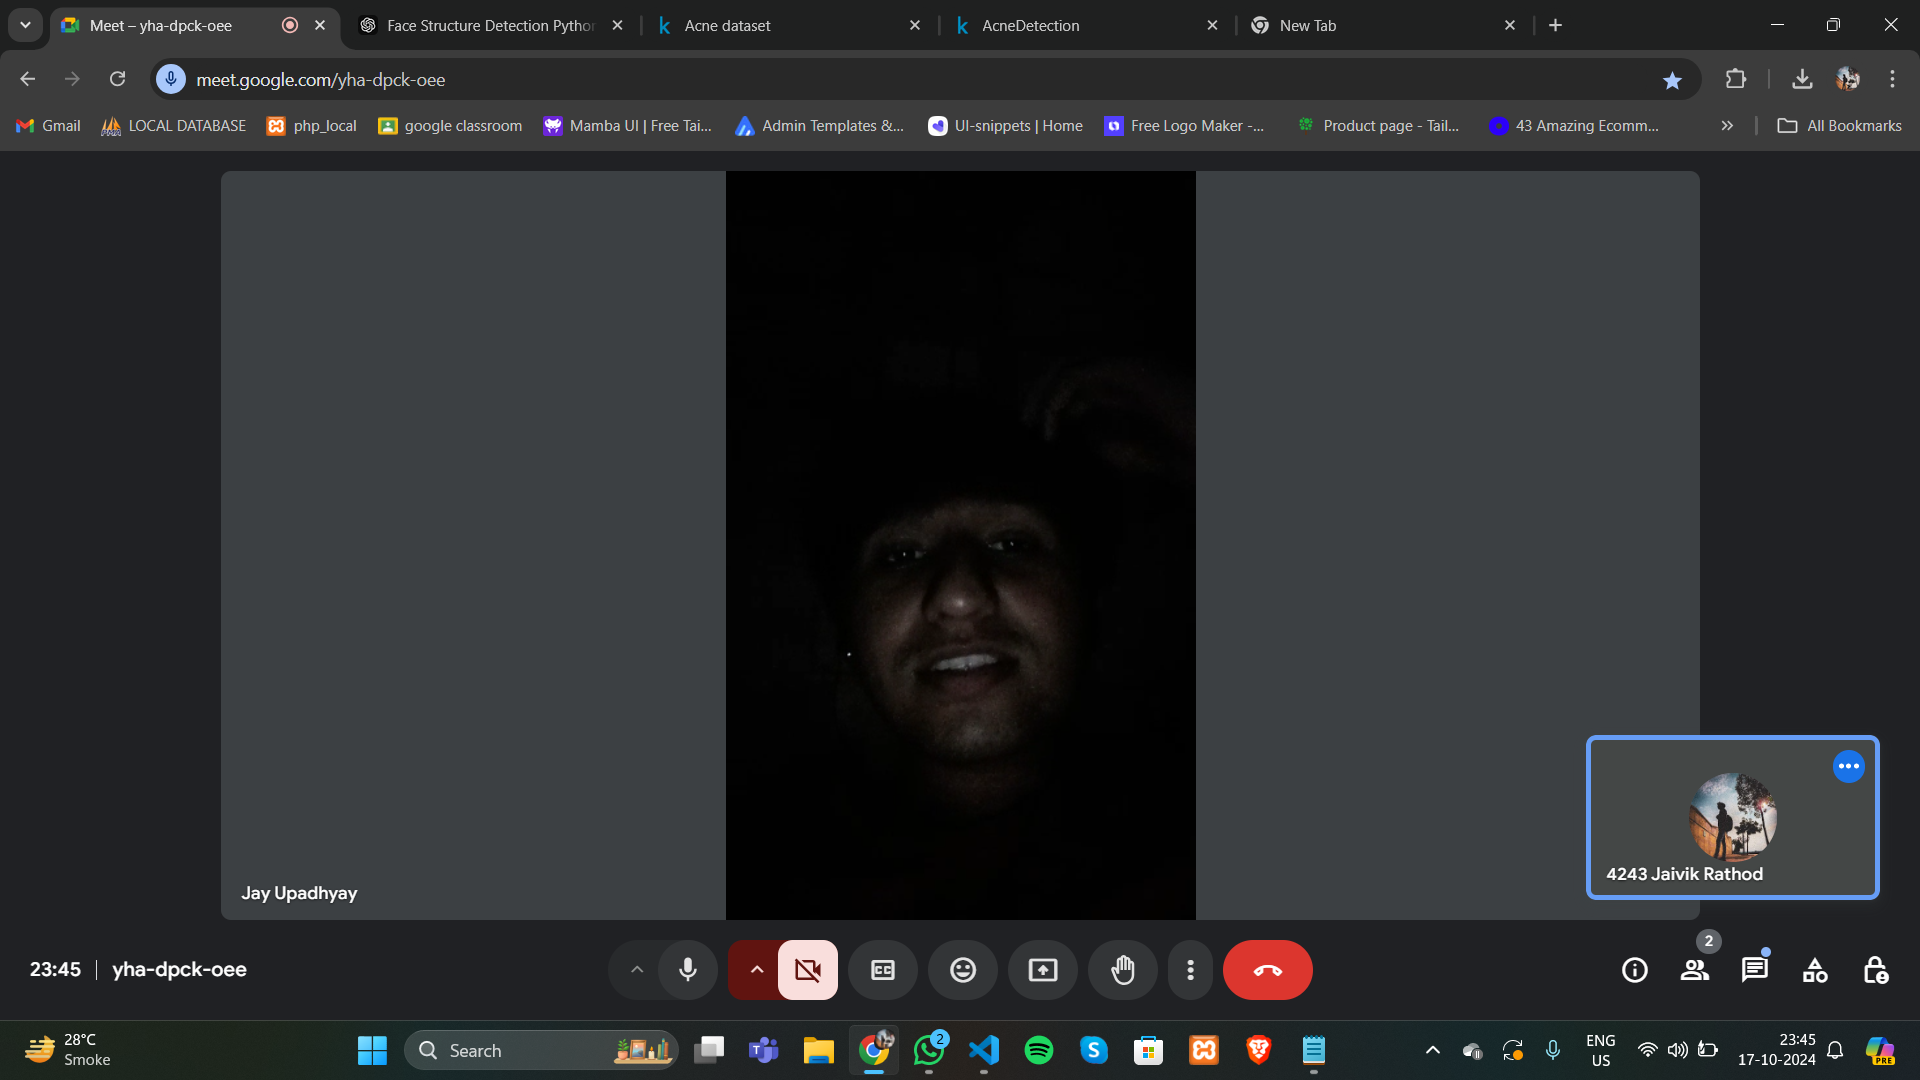 Meet – yha-dpck-oee
Face Structure Detection Python
Acne dataset
AcneDetection
New Tab
meet.google.com/yha-dpck-oee
Gmail
LOCAL DATABASE
php_local
google classroom
Mamba UI | Free Tai...
Admin Templates &...
UI-snippets | Home
Free Logo Maker -...
Product page - Tail...
43 Amazing Ecomm...
All Bookmarks
4243 Jaivik Rathod
Jay Upadhyay
23:45 | yha-dpck-oee
2
28°C
Smoke
Search
2
ENG
US
23:45
17-10-2024
PRE